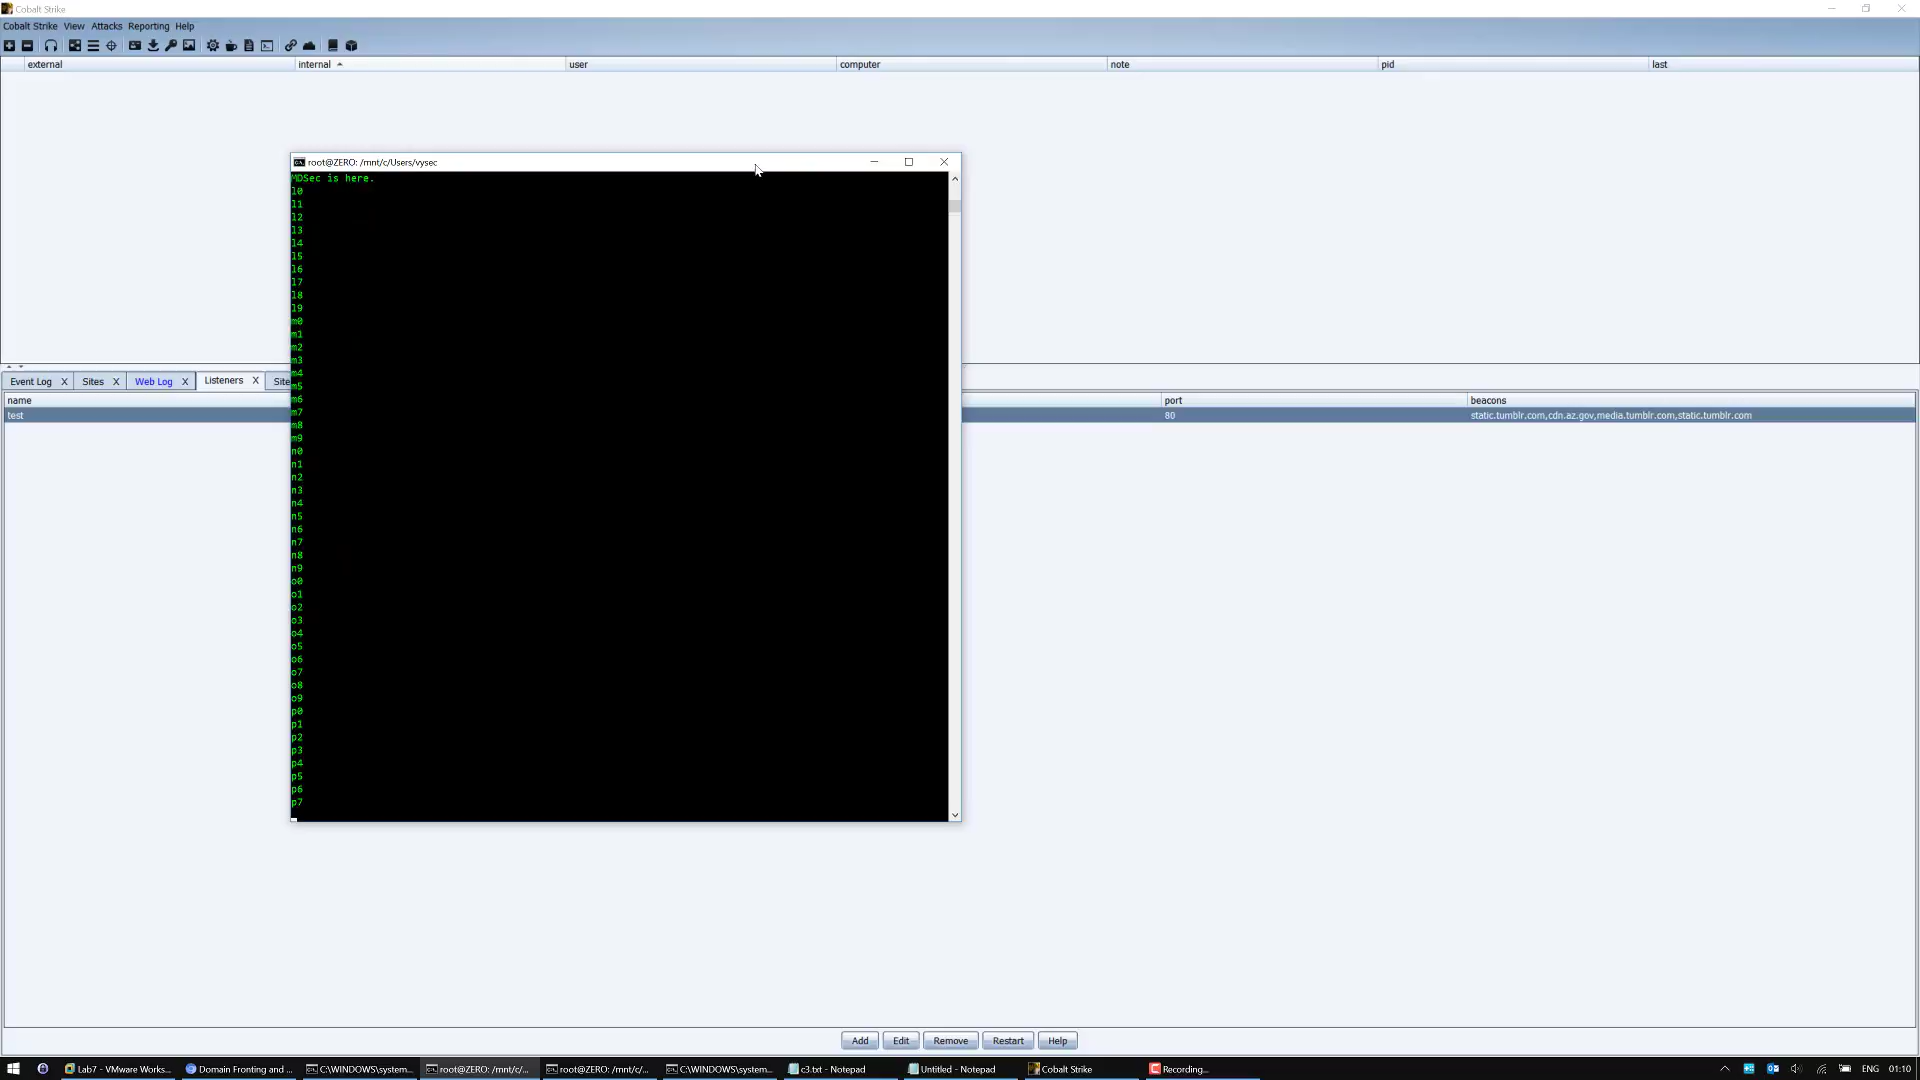 Cobalt Strike
Cobalt Strike View Attacks Reporting Help
external internal user computer note pid last
root@ZERO: /mnt/c/Users/vysec
MDSec is here.
l0
l1
l2
l3
l4
l5
l6
l7
l8
l9
m0
m1
m2
m3
m4
m5
m6
m7
m8
m9
n0
n1
n2
n3
n4
n5
n6
n7
n8
n9
o0
o1
o2
o3
o4
o5
o6
o7
o8
o9
p0
p1
p2
p3
p4
p5
p6
p7
Event Log X Sites X Web Log X Listeners X Site
name port beacons
test 80 static.tumblr.com,cdn.az.gov,media.tumblr.com,static.tumblr.com
Add Edit Remove Restart Help
Lab7 - VMware Works... Domain Fronting and ... C:\WINDOWS\system... root@ZERO: /mnt/c/... root@ZERO: /mnt/c/... C:\WINDOWS\system... c3.txt - Notepad Untitled - Notepad Cobalt Strike Recording... ENG 01:10